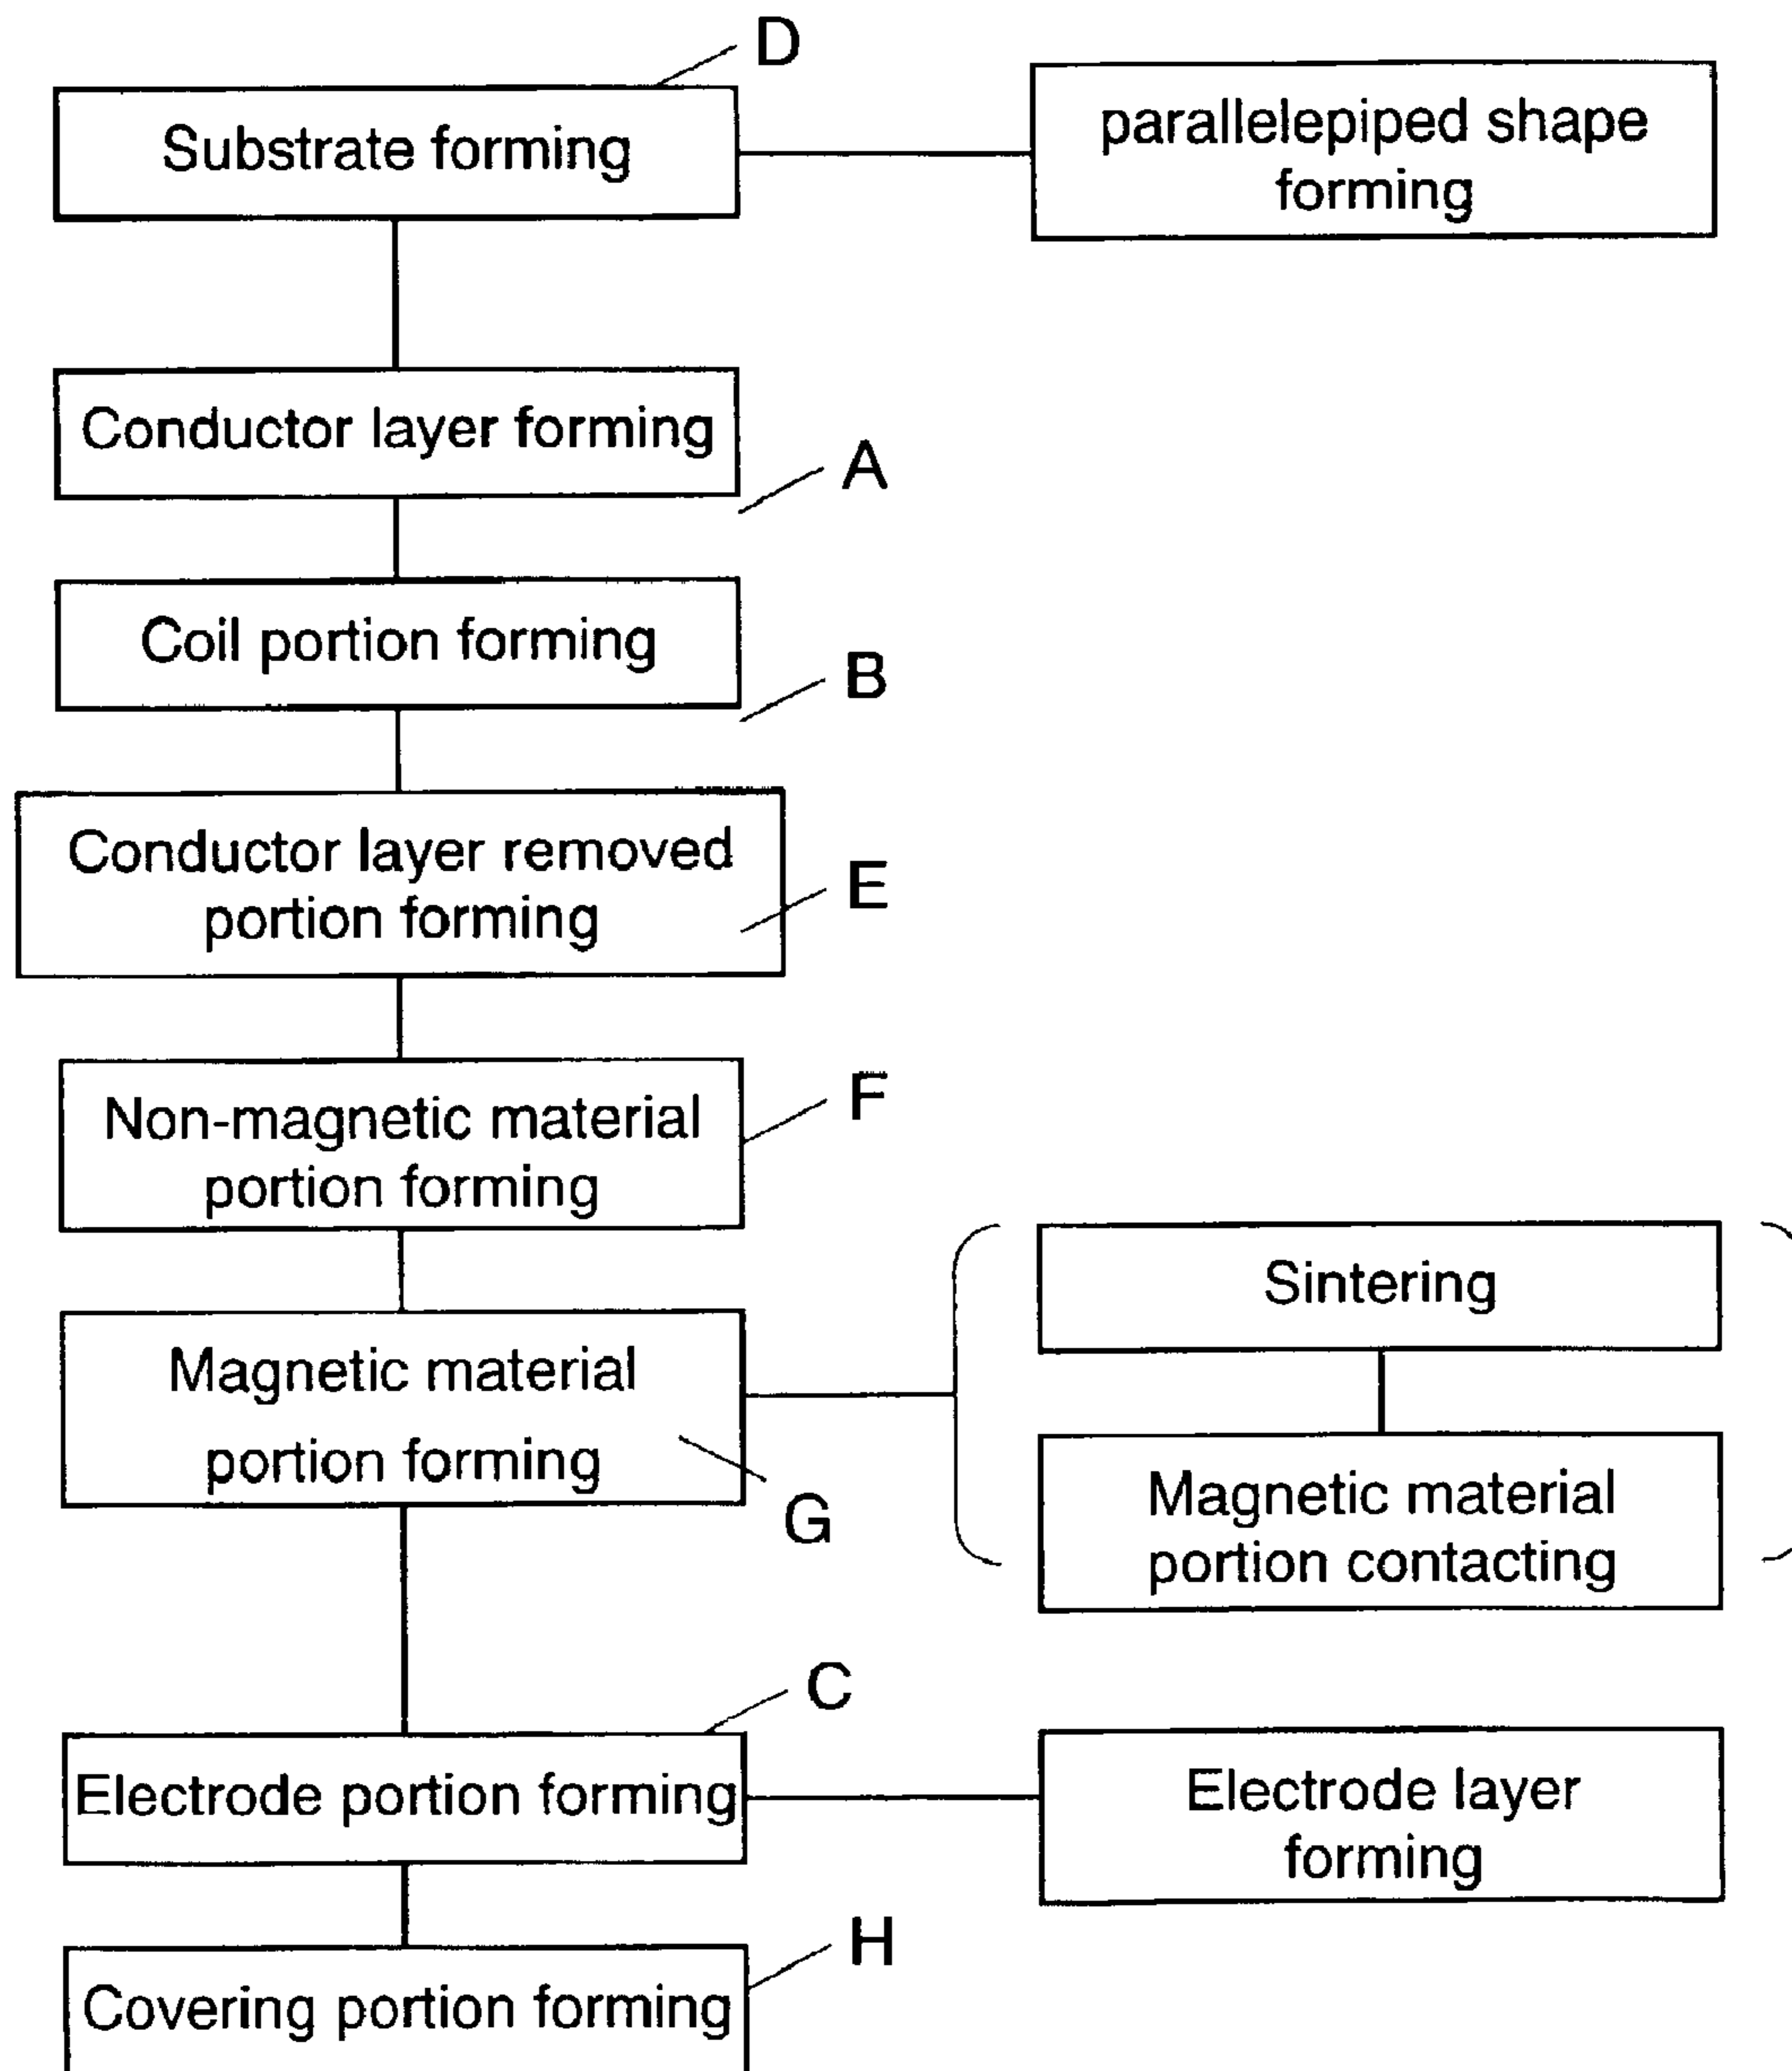 D
Substrate forming
parallelepiped shape
forming
Conductor layer forming
A
Coil portion forming
B
Conductor layer removed
portion forming
E
Non-magnetic material
portion forming
F
Sintering
Magnetic material
portion forming
G
Magnetic material
portion contacting
C
Electrode portion forming
Electrode layer
forming
H
Covering portion forming